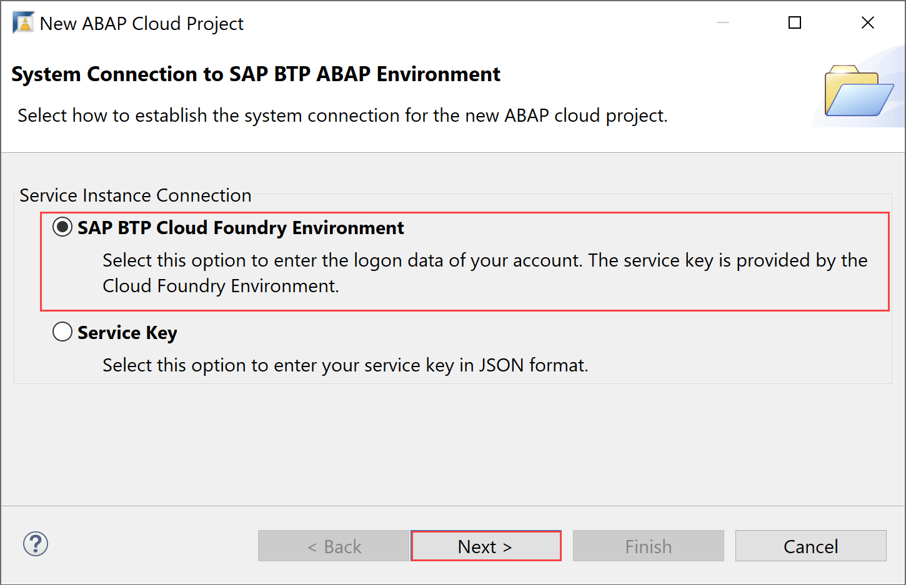 New ABAP Cloud Project
System Connection to SAP BTP ABAP Environment
Select how to establish the system connection for the new ABAP cloud project.
Service Instance Connection
SAP BTP Cloud Foundry Environment
Select this option to enter the logon data of your account. The service key is provided by the
Cloud Foundry Environment.
Service Key
Select this option to enter your service key in JSON format.
? < Back Next > Finish Cancel